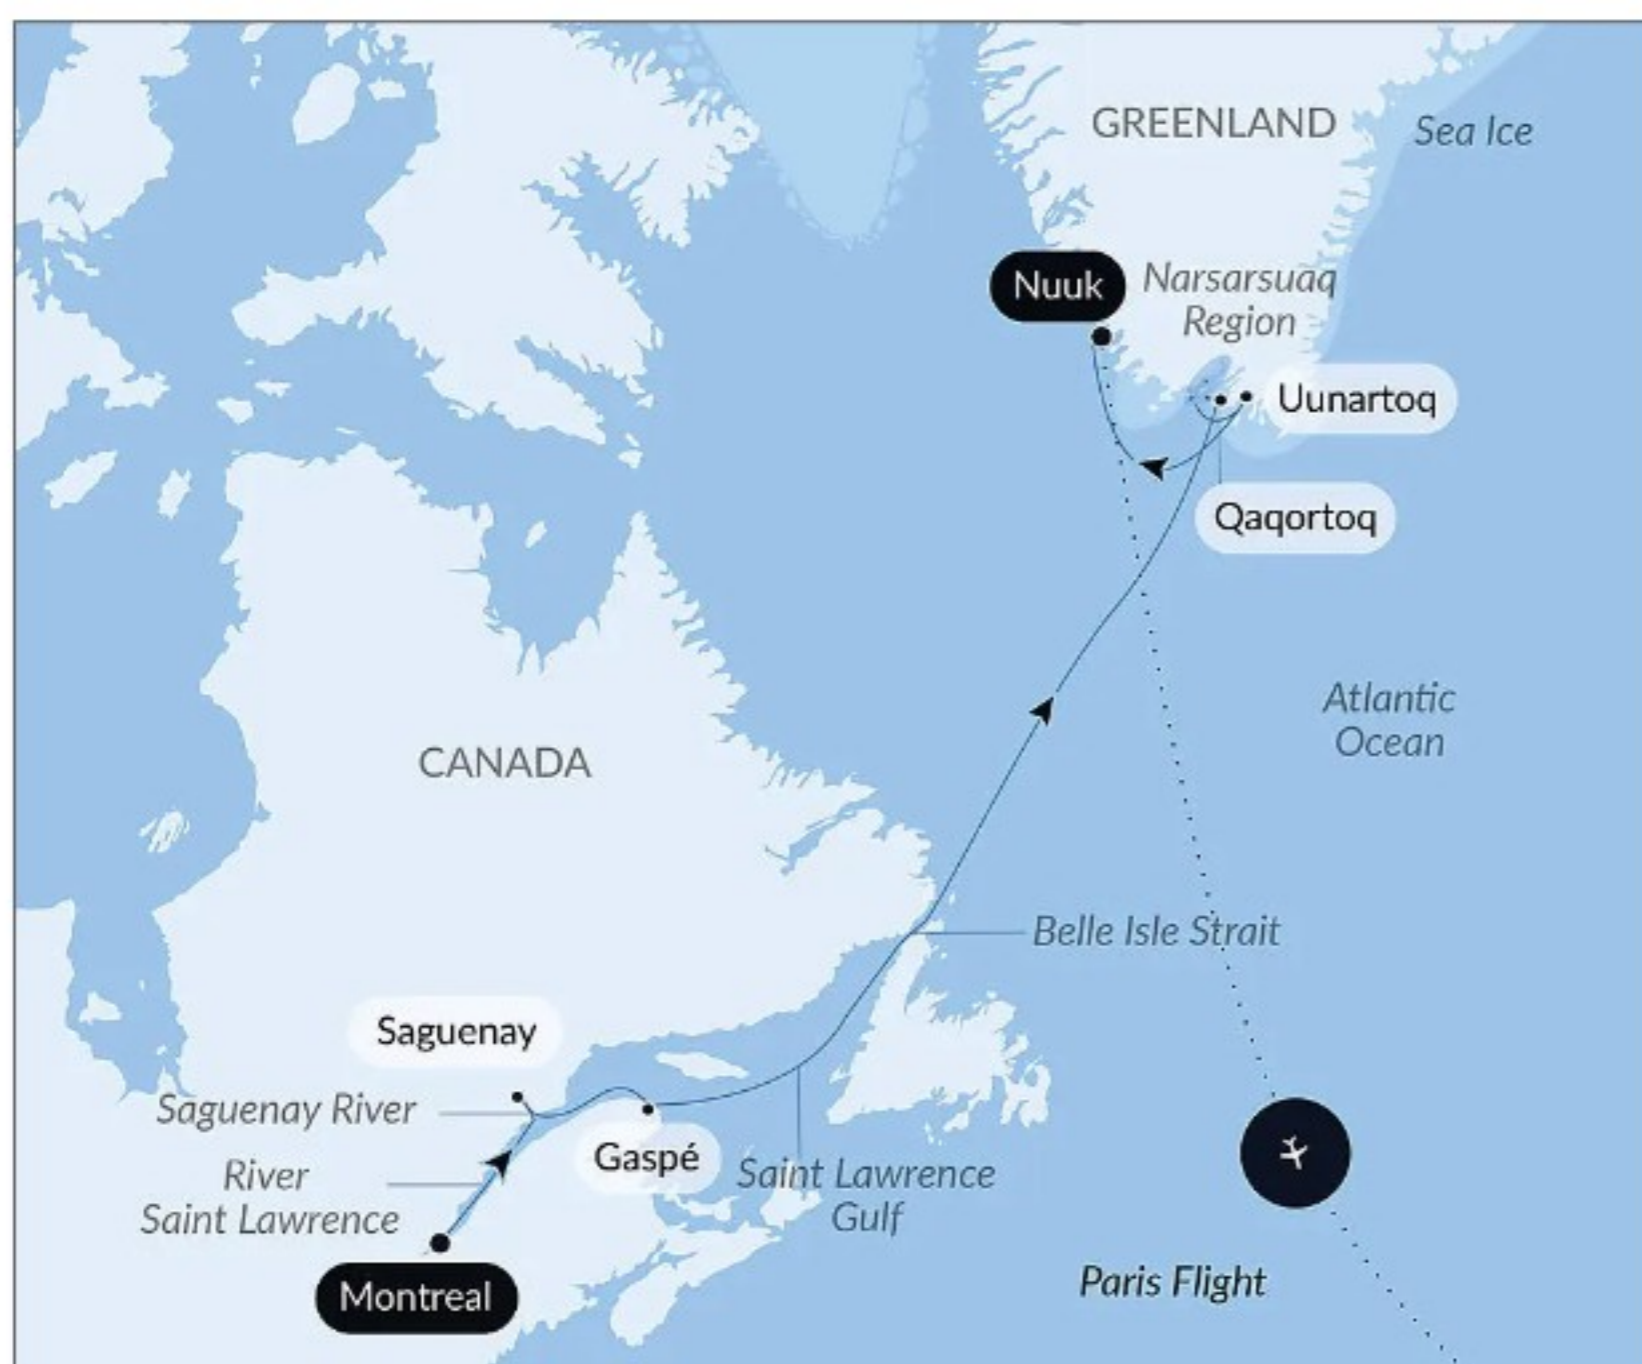 GREENLAND
Sea Ice
Nuuk
Narsarsuaq
Region
Uunartoq
Qaqortoq
Atlantic
Ocean
CANADA
Belle Isle Strait
Saguenay
Saguenay River
Gaspé
River
Saint Lawrence
Saint Lawrence
Gulf
Montreal
Paris Flight